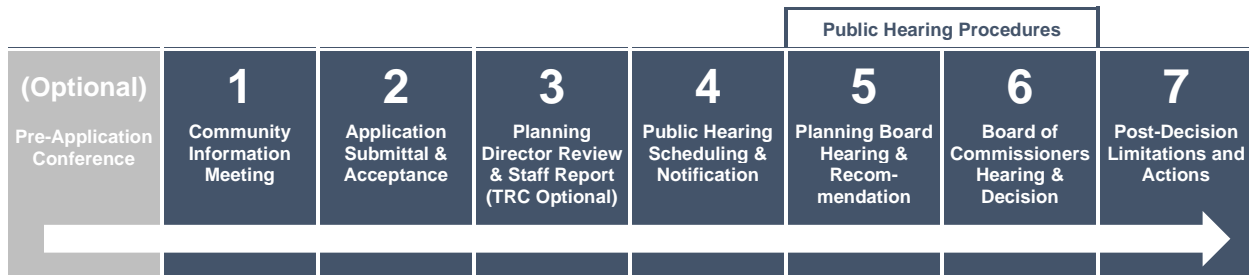 Public Hearing Procedures
(Optional)
Pre-Application
Conference
1
Community
Information
Meeting
2
Application
Submittal &
Acceptance
3
Planning
Director Review
& Staff Report
(TRC Optional)
4
Public Hearing
Scheduling &
Notification
5
Planning Board
Hearing &
Recom-
mendation
6
Board of
Commissioners
Hearing &
Decision
7
Post-Decision
Limitations and
Actions